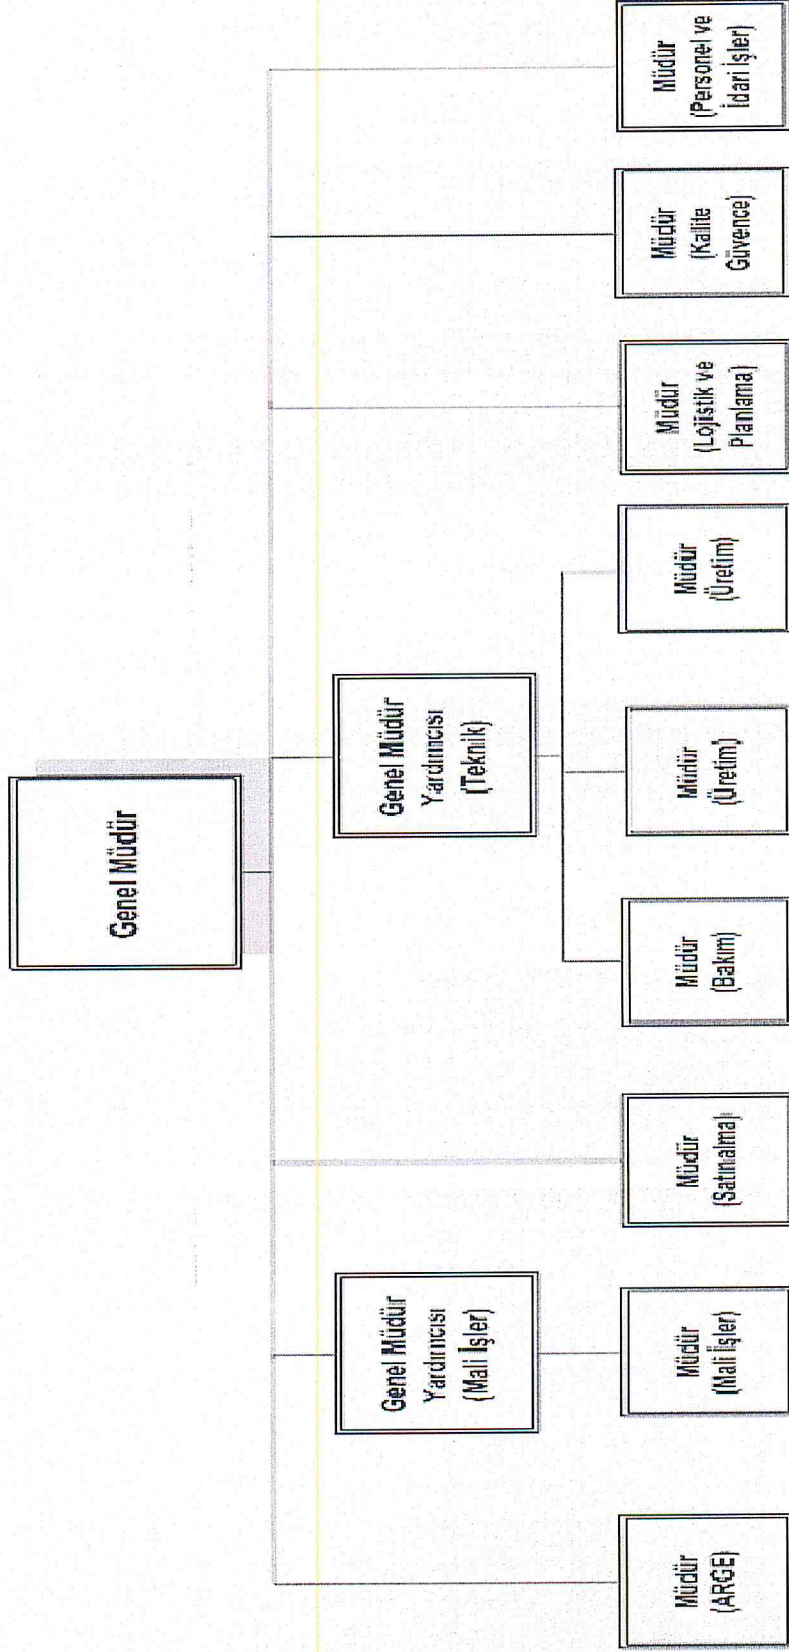 Genel Müdür
Genel Müdür
Yardımcısı
(Mali İşler)
Genel Müdür
Yardımcısı
(Teknik)
Müdür
(ARGE)
Müdür
(Mali İşler)
Müdür
(Satınalma)
Müdür
(Bakım)
Müdür
(Üretim)
Müdür
(Üretim)
Müdür
(Lojistik ve
Planlama)
Müdür
(Kalite
Güvence)
Müdür
(Personel ve
İdari İşler)